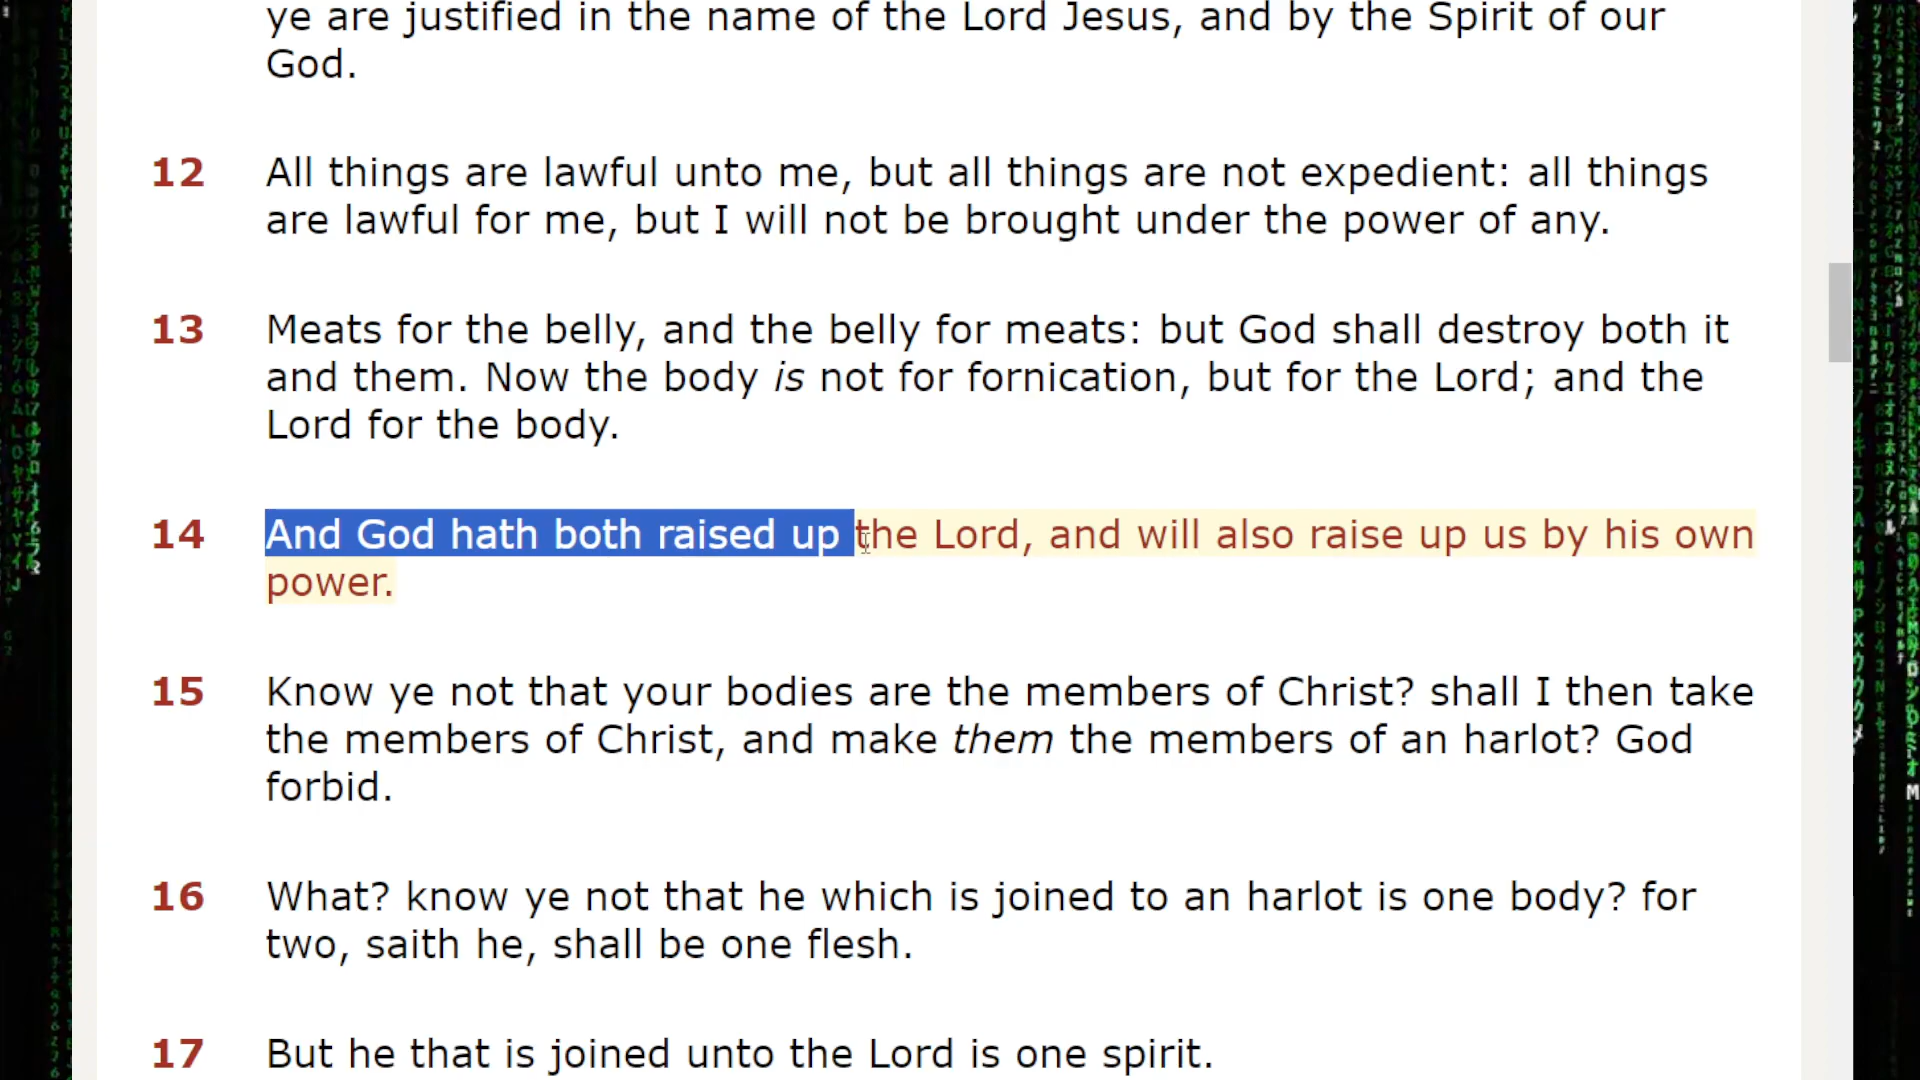 ye are justified in the name of the Lord Jesus, and by the Spirit of our
God.
12 All things are lawful unto me, but all things are not expedient: all things
are lawful for me, but I will not be brought under the power of any.
13 Meats for the belly, and the belly for meats: but God shall destroy both it
and them. Now the body is not for fornication, but for the Lord; and the
Lord for the body.
14 And God hath both raised up the Lord, and will also raise up us by his own
power.
15 Know ye not that your bodies are the members of Christ? shall I then take
the members of Christ, and make them the members of an harlot? God
forbid.
16 What? know ye not that he which is joined to an harlot is one body? for
two, saith he, shall be one flesh.
17 But he that is joined unto the Lord is one spirit.